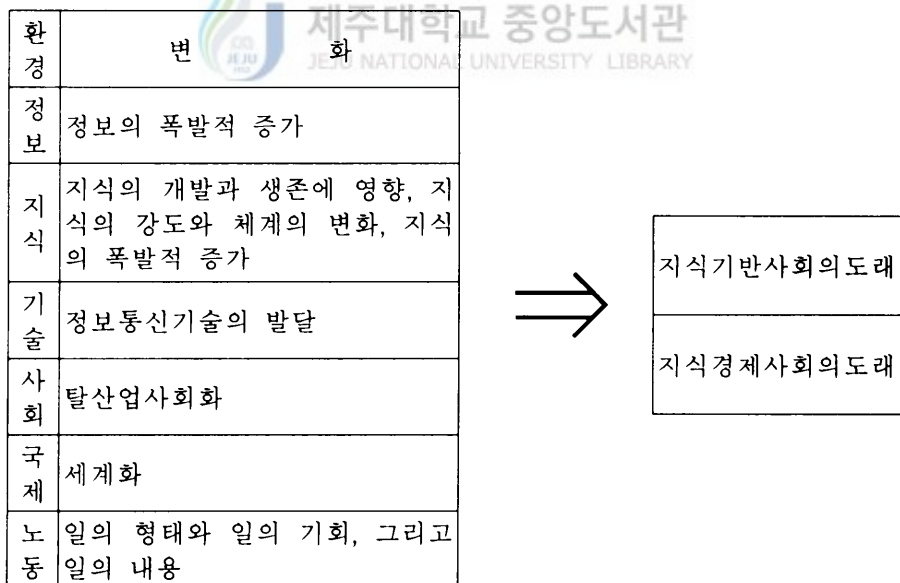 제주대학교 중앙도서관
JEJU NATIONAL UNIVERSITY LIBRARY
JEJU
환경
변 화
정보
정보의 폭발적 증가
지식
지식의 개발과 생존에 영향, 지
식의 강도와 체계의 변화, 지식
의 폭발적 증가
기술
정보통신기술의 발달
사회
탈산업사회화
국제
세계화
노동
일의 형태와 일의 기회, 그리고
일의 내용
지식기반사회의도래
지식경제사회의도래